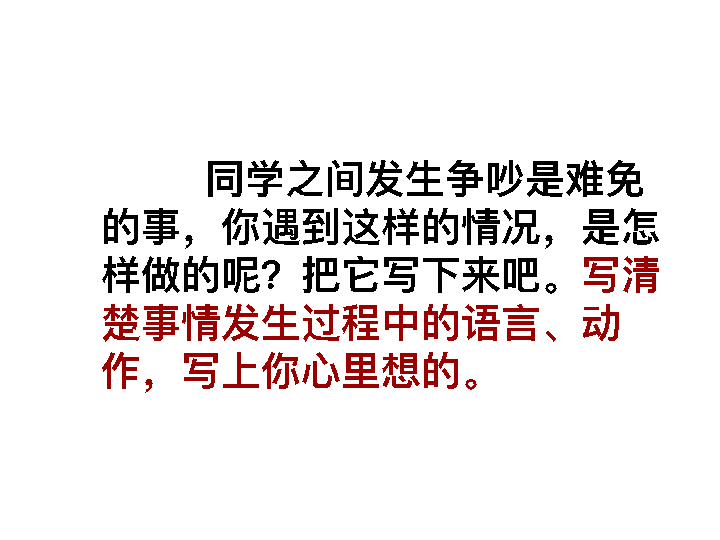 同学之间发生争吵是难免
的事，你遇到这样的情况，是怎
样做的呢？把它写下来吧。写清
楚事情发生过程中的语言、动
作，写上你心里想的。